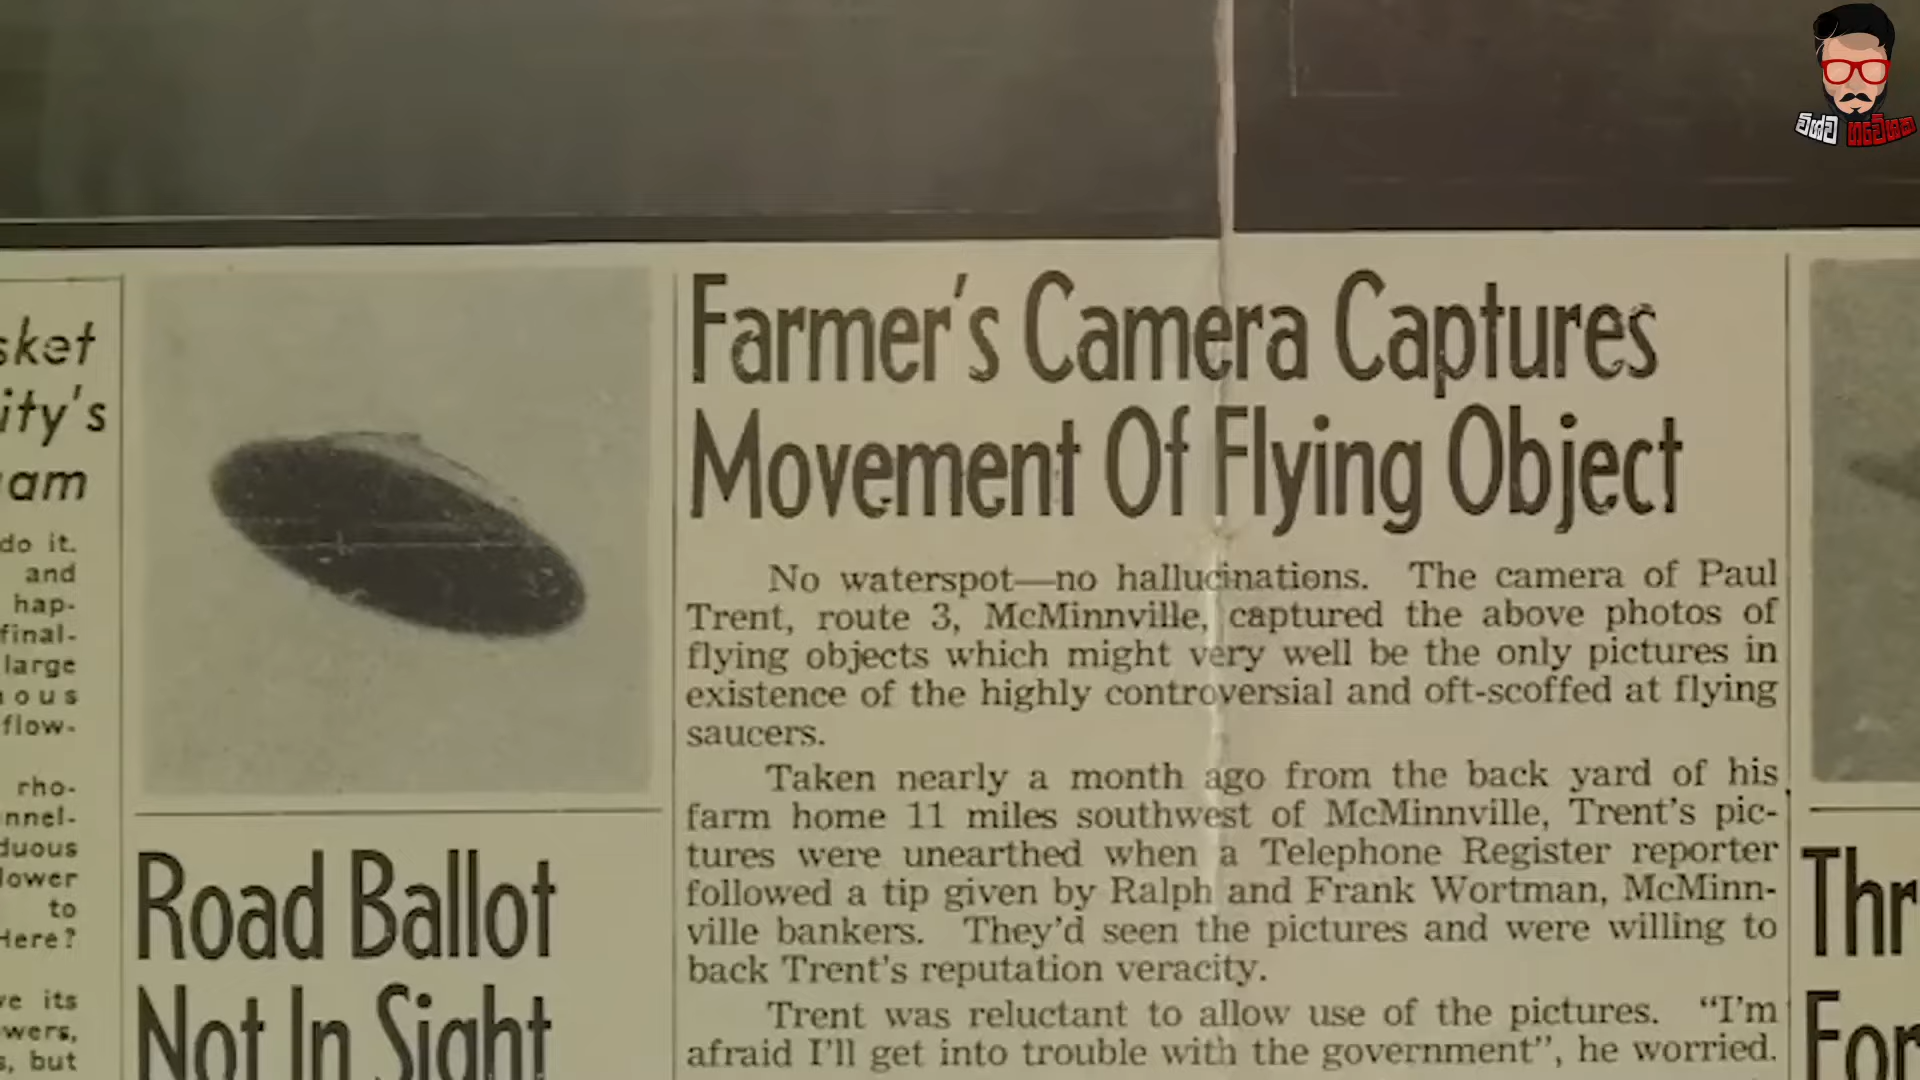 sket
ity's
am
do it.
and
hap-
final-
large
nous
flow-
rho-
nnel-
duous
lower
to
Here?
ve its
wers,
s, but
Road Ballot
Not In Sight
Farmer's Camera Captures
Movement Of Flying Object
No waterspot—no hallucinations. The camera of Paul
Trent, route 3, McMinnville, captured the above photos of
flying objects which might very well be the only pictures in
existence of the highly controversial and oft-scoffed at flying
saucers.
Taken nearly a month ago from the back yard of his
farm home 11 miles southwest of McMinnville, Trent's pic-
tures were unearthed when a Telephone Register reporter
followed a tip given by Ralph and Frank Wortman, McMinn-
ville bankers. They'd seen the pictures and were willing to
back Trent's reputation veracity.
Trent was reluctant to allow use of the pictures. "I'm
afraid I'll get into trouble with the government", he worried.
Thr
For
විශ්ව ගවේශක